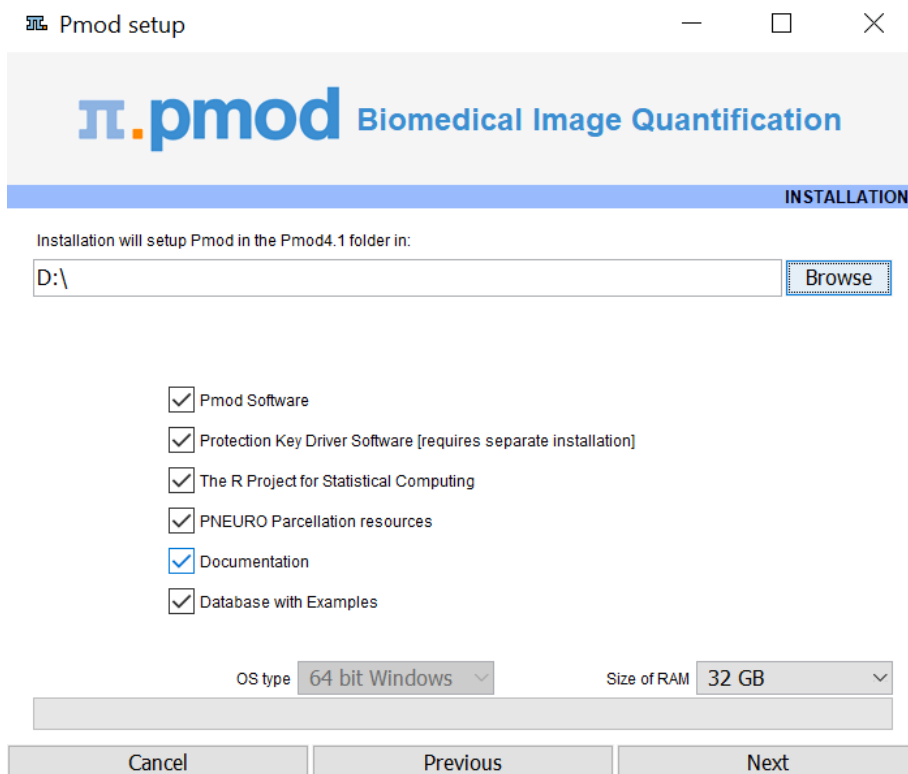 Pmod setup
π.pmod Biomedical Image Quantification
INSTALLATION
Installation will setup Pmod in the Pmod4.1 folder in:
D:\ Browse
Pmod Software
Protection Key Driver Software [requires separate installation]
The R Project for Statistical Computing
PNEURO Parcellation resources
Documentation
Database with Examples
OS type 64 bit Windows Size of RAM 32 GB
Cancel Previous Next